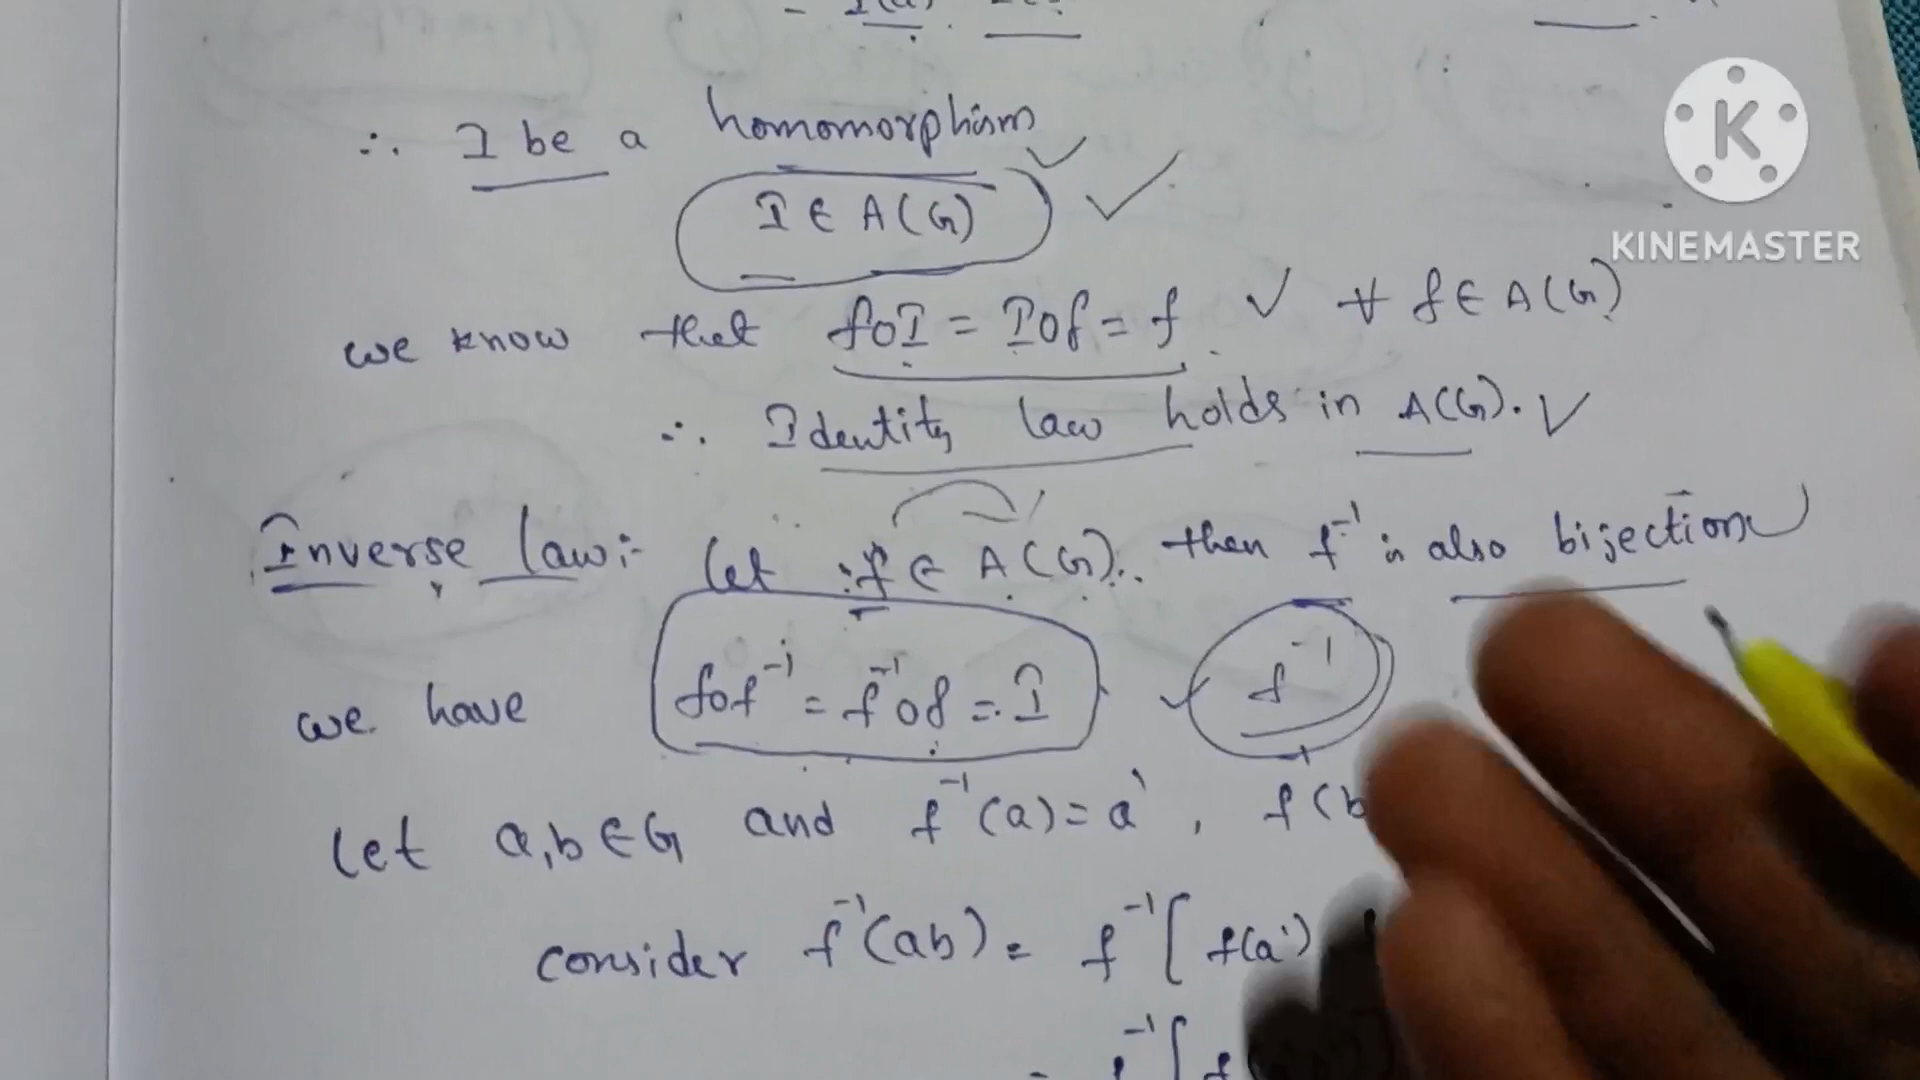 ∴ I be a homomorphism
I ∈ A(G)
K
KINEMASTER
we know that foI = Iof = f ∀ f ∈ A(G)
∴ Identity law holds in A(G).
Inverse law:- Let f ∈ A(G). then f⁻¹ is also bijection
we have fof⁻¹ = f⁻¹of = I f⁻¹
Let a,b ∈ G and f⁻¹(a) = a', f(b
consider f⁻¹(ab) = f⁻¹[ f(a')
= f⁻¹[ f